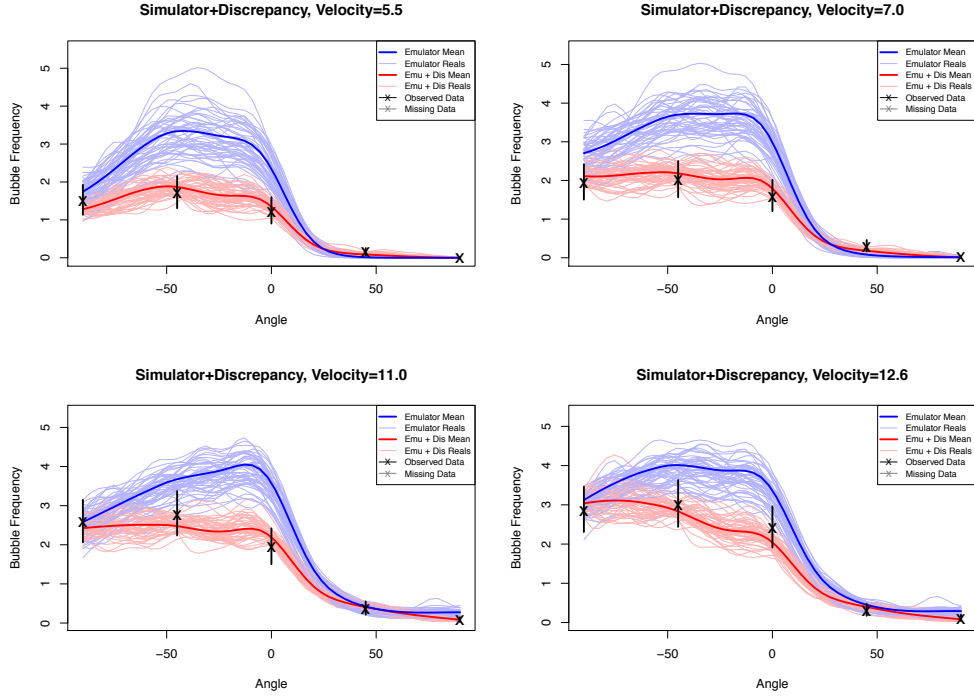 Simulator+Discrepancy, Velocity=5.5
Bubble Frequency
0 1 2 3 4 5
Emulator Mean
Emulator Reals
Emu + Dis Mean
Emu + Dis Reals
Observed Data
Missing Data
−50 0 50
Angle
Simulator+Discrepancy, Velocity=7.0
Bubble Frequency
0 1 2 3 4 5
Emulator Mean
Emulator Reals
Emu + Dis Mean
Emu + Dis Reals
Observed Data
Missing Data
−50 0 50
Angle
Simulator+Discrepancy, Velocity=11.0
Bubble Frequency
0 1 2 3 4 5
Emulator Mean
Emulator Reals
Emu + Dis Mean
Emu + Dis Reals
Observed Data
Missing Data
−50 0 50
Angle
Simulator+Discrepancy, Velocity=12.6
Bubble Frequency
0 1 2 3 4 5
Emulator Mean
Emulator Reals
Emu + Dis Mean
Emu + Dis Reals
Observed Data
Missing Data
−50 0 50
Angle